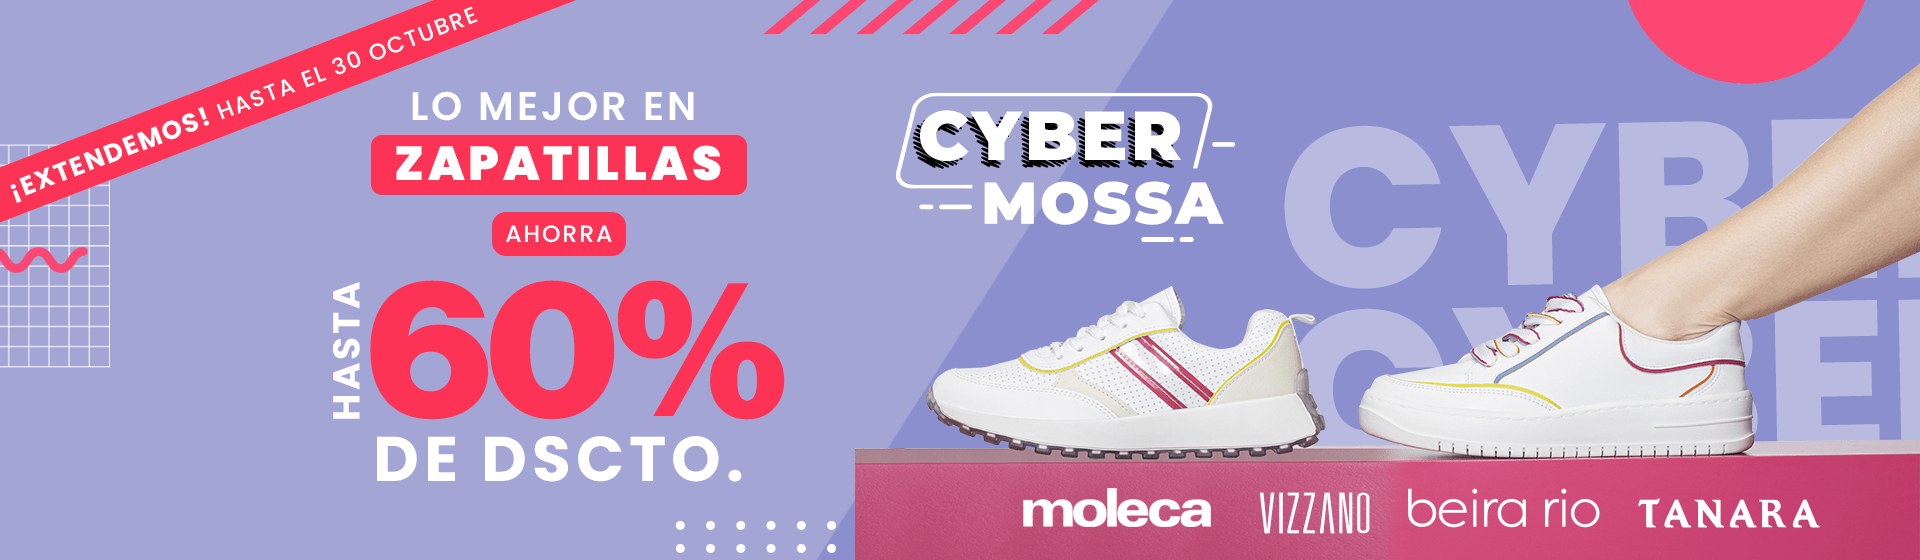 ¡EXTENDEMOS! HASTA EL 30 OCTUBRE
LO MEJOR EN
ZAPATILLAS
AHORRA
HASTA
60%
DE DSCTO.
CYBER
MOSSA
CYBE
CYBER
moleca
VIZZANO
beira rio
TANARA